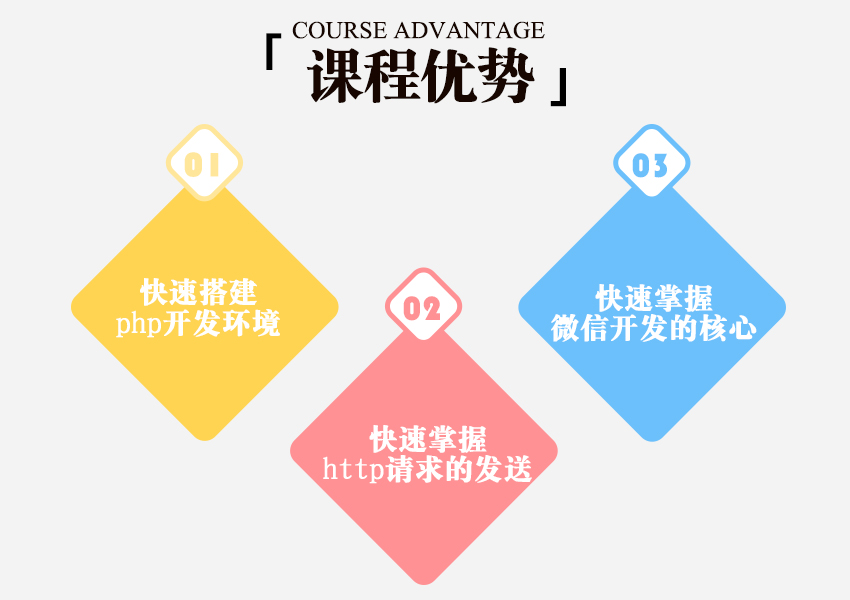 COURSE ADVANTAGE
「课程优势」
01
快速搭建
php开发环境
02
快速掌握
http请求的发送
03
快速掌握
微信开发的核心